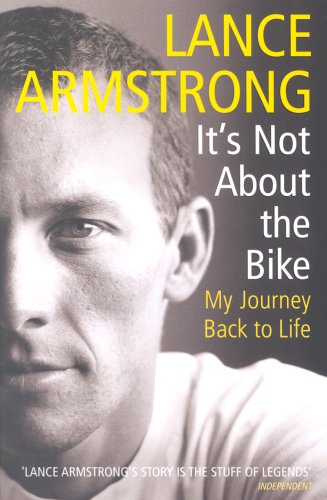 LANCE
ARMSTRONG
It's Not
About
the
Bike
My Journey
Back to Life
'LANCE ARMSTRONG'S STORY IS THE STUFF OF LEGENDS'
INDEPENDENT